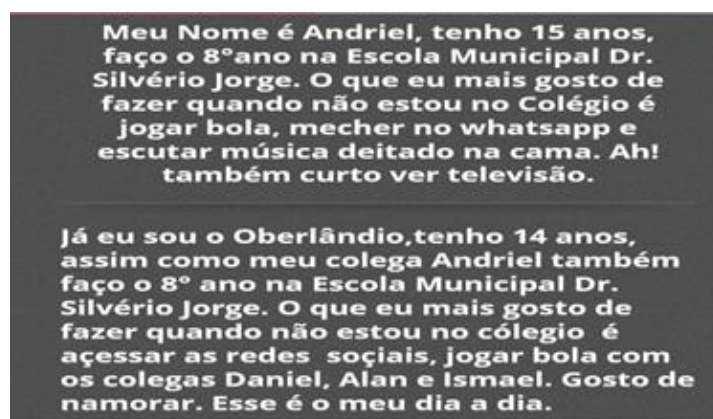 Meu Nome é Andriel, tenho 15 anos,
faço o 8ºano na Escola Municipal Dr.
Silvério Jorge. O que eu mais gosto de
fazer quando não estou no Colégio é
jogar bola, mecher no whatsapp e
escutar música deitado na cama. Ah!
também curto ver televisão.
Já eu sou o Oberlândio,tenho 14 anos,
assim como meu colega Andriel também
faço o 8º ano na Escola Municipal Dr.
Silvério Jorge. O que eu mais gosto de
fazer quando não estou no cólegio  é
açessar as redes  soçiais, jogar bola com
os colegas Daniel, Alan e Ismael. Gosto de
namorar. Esse é o meu dia a dia.